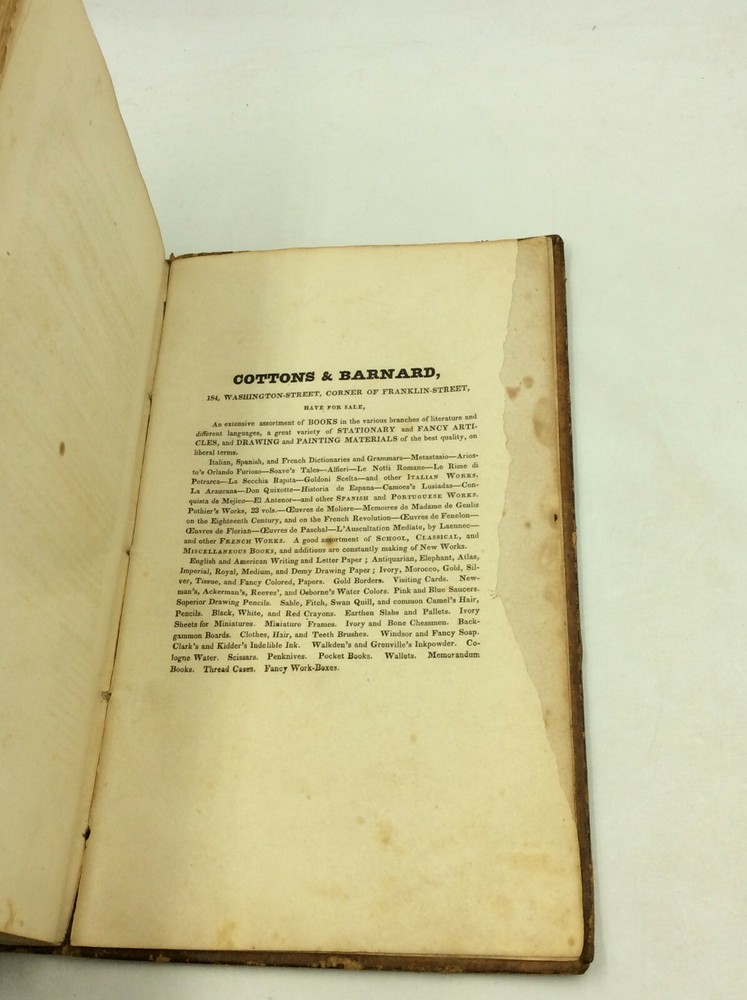 COTTONS & BARNARD,
184, WASHINGTON-STREET, CORNER OF FRANKLIN-STREET,
HAVE FOR SALE,
An extensive assortment of BOOKS in the various branches of literature and
different languages, a great variety of STATIONARY and FANCY ARTI-
CLES, and DRAWING and PAINTING MATERIALS of the best quality, on
liberal terms.
Italian, Spanish, and French Dictionaries and Grammars—Metastasio—Arios-
to's Orlando Furioso—Soave's Tales—Alfieri—Le Notti Romane—Le Rime di
Petrarca—La Secchia Rapita—Goldoni Scelta—and other ITALIAN WORKS.
La Araucana—Don Quixotte—Historia de Espana—Camoes's Lusiadas—Con-
quista de Mejico—El Antenor—and other SPANISH and PORTUGUESE WORKS.
Pothier's Works, 23 vols.—Œuvres de Moliere—Memoires de Madame de Genlis
on the Eighteenth Century, and on the French Revolution—Œuvres de Fenelon—
Œuvres de Florian—Œuvres de Paschal—L'Auscultation Mediate, by Laennec—
and other FRENCH WORKS. A good assortment of SCHOOL, CLASSICAL, and
MISCELLANEOUS BOOKS, and additions are constantly making of New Works.
English and American Writing and Letter Paper; Antiquarian, Elephant, Atlas,
Imperial, Royal, Medium, and Demy Drawing Paper; Ivory, Morocco, Gold, Sil-
ver, Tissue, and Fancy Colored, Papers. Gold Borders. Visiting Cards. New-
man's, Ackerman's, Reeves', and Osborne's Water Colors. Pink and Blue Saucers.
Superior Drawing Pencils. Sable, Fitch, Swan Quill, and common Camel's Hair,
Pencils. Black, White, and Red Crayons. Earthen Slabs and Pallets. Ivory
Sheets for Miniatures. Miniature Frames. Ivory and Bone Chessmen. Back-
gammon Boards. Clothes, Hair, and Teeth Brushes. Windsor and Fancy Soap.
Clark's and Kidder's Indelible Ink. Walkden's and Grenville's Inkpowder. Co-
logne Water. Scissars. Penknives. Pocket Books. Wallets. Memorandum
Books. Thread Cases. Fancy Work-Boxes.